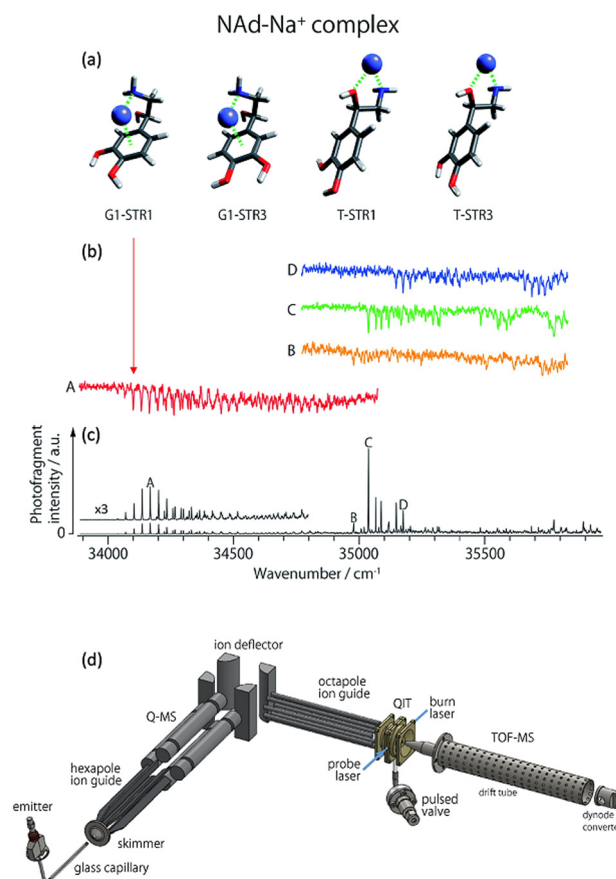 NAd-Na⁺ complex
(a)
G1-STR1 G1-STR3 T-STR1 T-STR3
(b)
D
C
B
A
(c)
Photofragment
intensity / a.u.
x3
0
A B C D
34000 34500 35000 35500
Wavenumber / cm⁻¹
(d)
ion deflector
octapole
ion guide
Q-MS
QIT
burn
laser
TOF-MS
hexapole
ion guide
probe
laser
drift tube
emitter
skimmer
pulsed
valve
dynode
converte
glass capillary